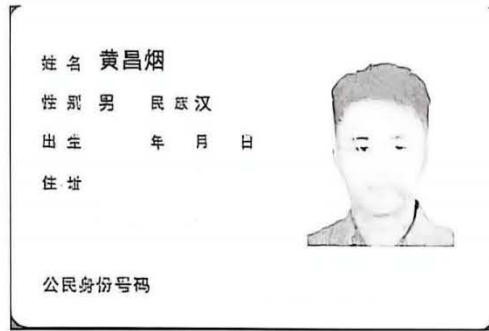 姓名 黄昌烟
性别 男 民族 汉
出生 年 月 日
住址
公民身份号码